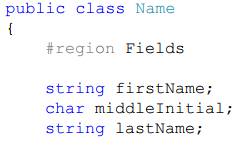 public class Name
{
#region Fields
string firstName;
char middleInitial;
string lastName;